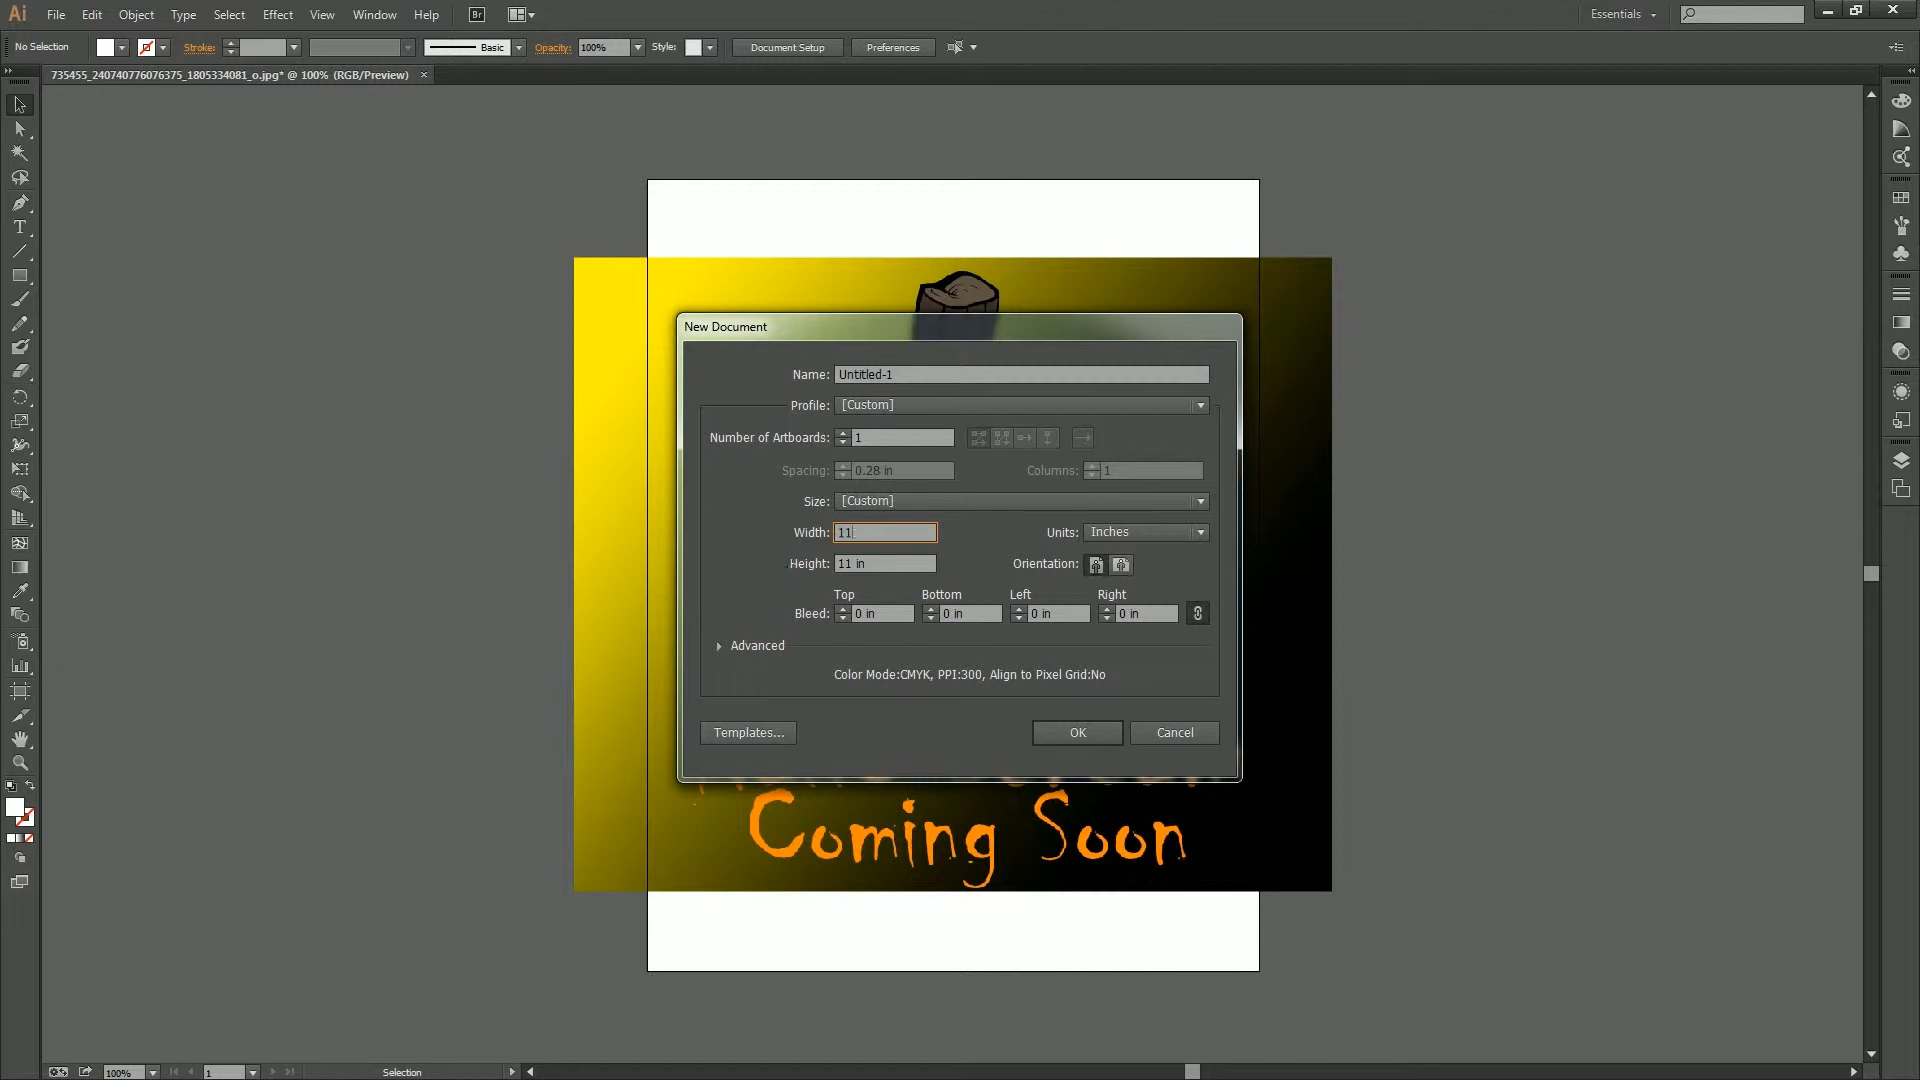 Ai File Edit Object Type Select Effect View Window Help Br Essentials
No Selection Stroke: Basic Opacity: 100% Style: Document Setup Preferences
735455_240740776076375_1805334081_o.jpg* @ 100% (RGB/Preview) ×
New Document
Name: Untitled-1
Profile: [Custom]
Number of Artboards: 1
Spacing: 0.28 in Columns: 1
Size: [Custom]
Width: 11 Units: Inches
Height: 11 in Orientation:
Top Bottom Left Right
Bleed: 0 in 0 in 0 in 0 in
Advanced
Color Mode:CMYK, PPI:300, Align to Pixel Grid:No
Templates... OK Cancel
Coming Soon
100% 1 Selection